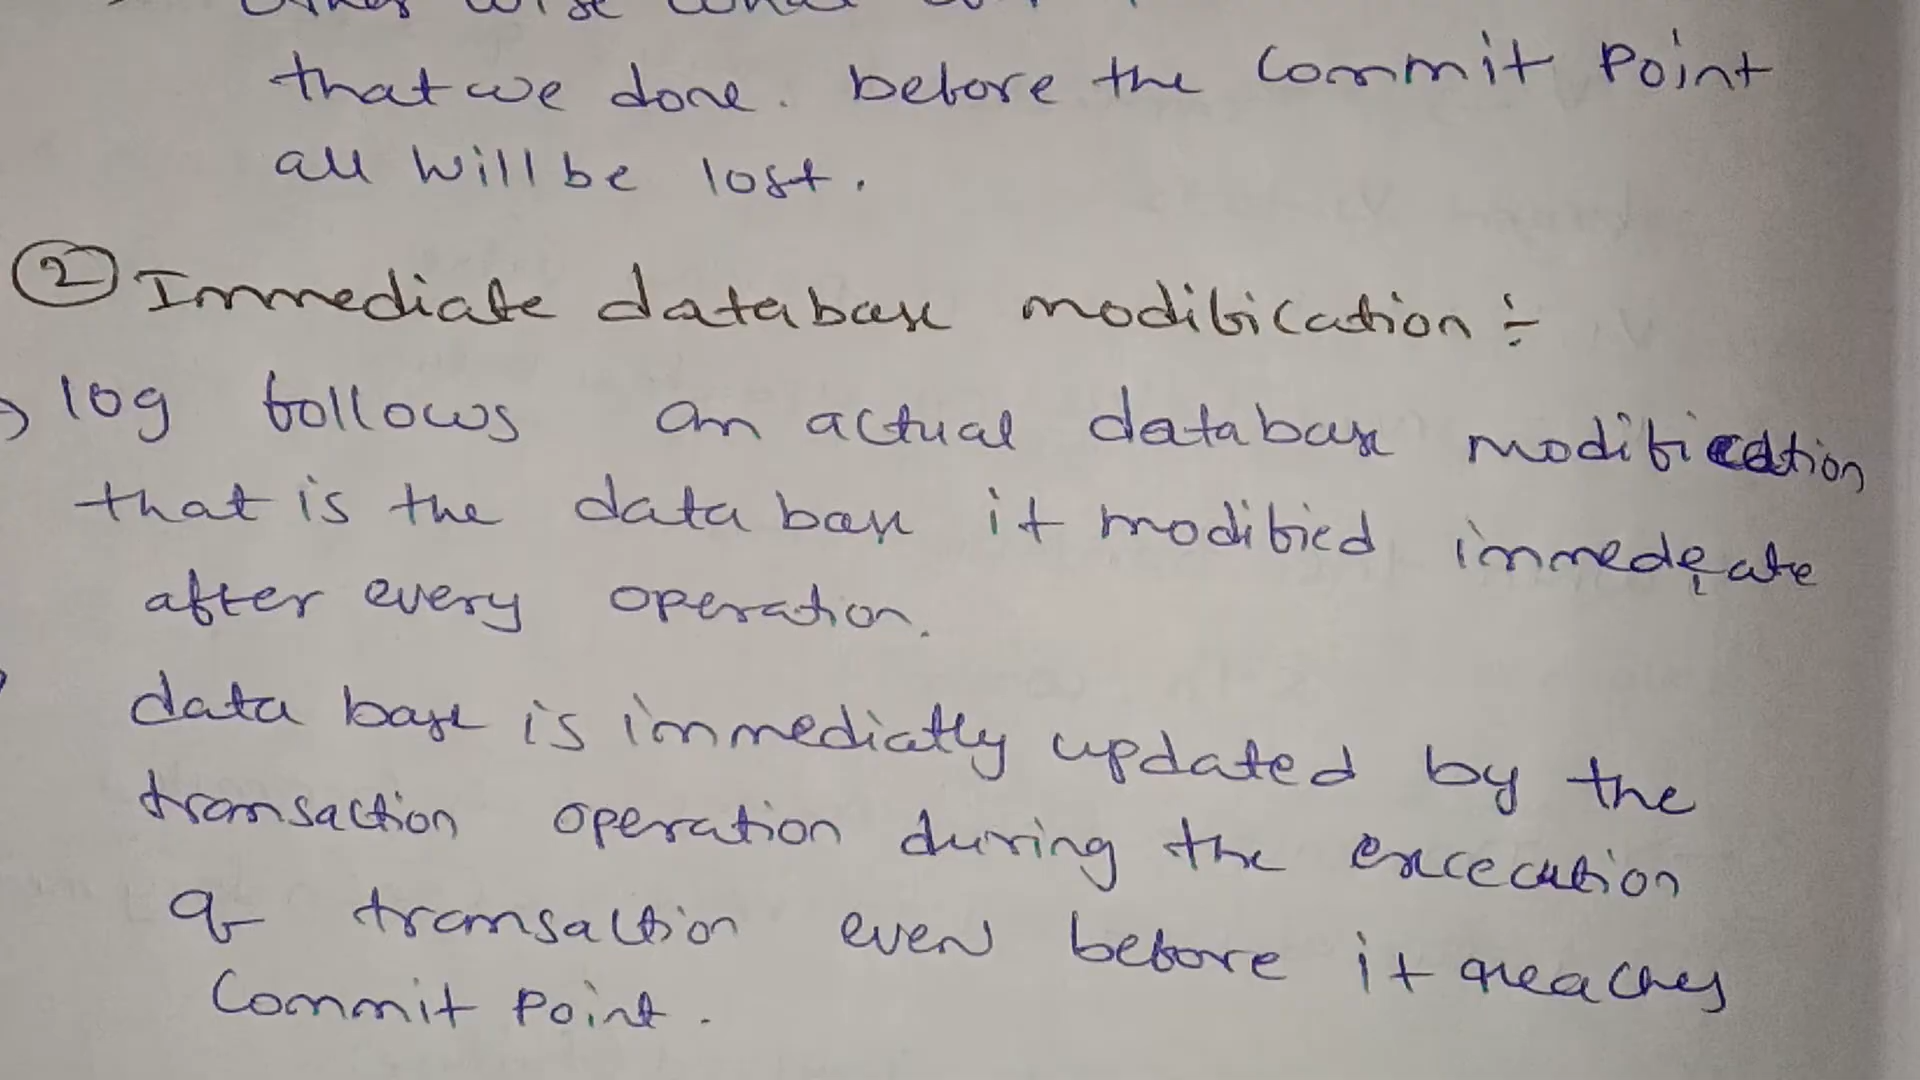 that we done. before the Commit Point
all will be lost.
② Immediate database modification :-
→ log follows an actual database modification
that is the data base it modified immedeate
after every operation.
data base is immediatly updated by the
transaction operation during the excecution
of transaction even before it reaches
Commit Point.